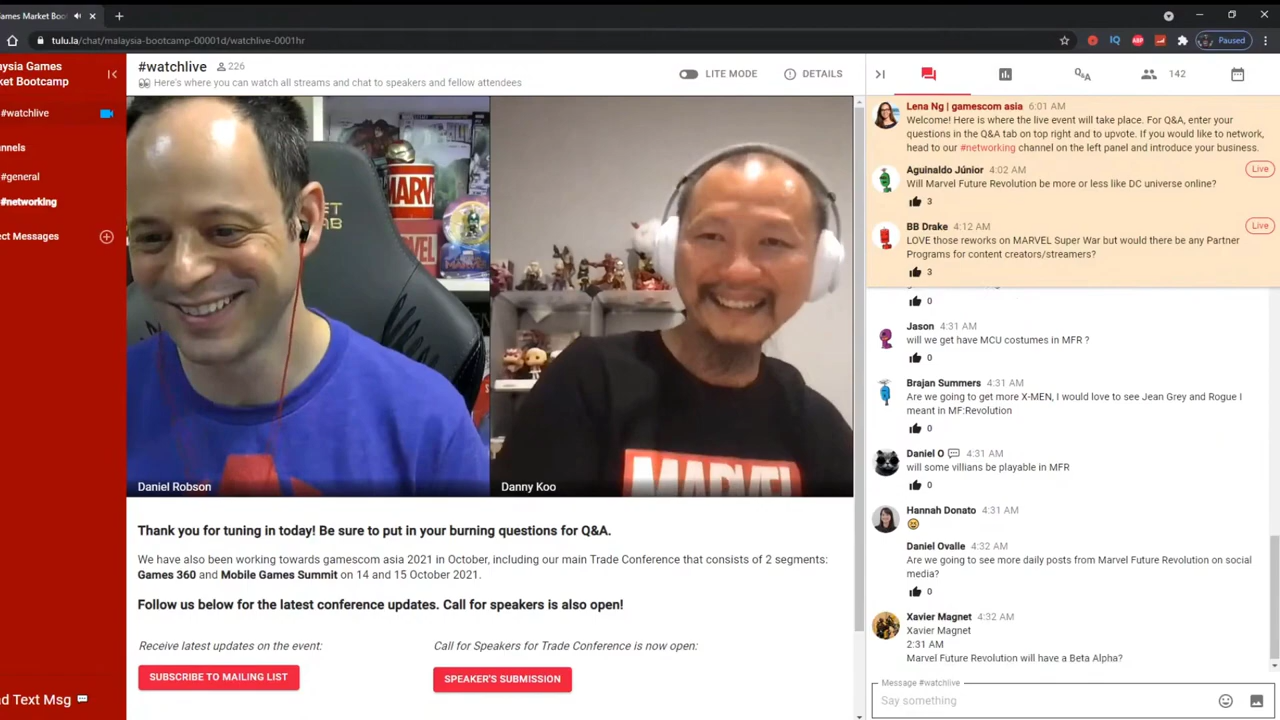 ames Market Boo
tulu.la/chat/malaysia-bootcamp-00001d/watchlive-0001hr
IQ
ABP
Paused
aysia Games
rket Bootcamp
#watchlive
nnels
#general
#networking
ect Messages
d Text Msg
#watchlive 226
Here's where you can watch all streams and chat to speakers and fellow attendees
LITE MODE
DETAILS
MARVEL
MARVEL
Daniel Robson
Danny Koo
MARVEL
Thank you for tuning in today! Be sure to put in your burning questions for Q&A.
We have also been working towards gamescom asia 2021 in October, including our main Trade Conference that consists of 2 segments:
Games 360 and Mobile Games Summit on 14 and 15 October 2021.
Follow us below for the latest conference updates. Call for speakers is also open!
Receive latest updates on the event:
SUBSCRIBE TO MAILING LIST
Call for Speakers for Trade Conference is now open:
SPEAKER'S SUBMISSION
Q&A
142
Lena Ng | gamescom asia 6:01 AM
Welcome! Here is where the live event will take place. For Q&A, enter your
questions in the Q&A tab on top right and to upvote. If you would like to network,
head to our #networking channel on the left panel and introduce your business.
Aguinaldo Júnior 4:02 AM
Live
Will Marvel Future Revolution be more or less like DC universe online?
3
BB Drake 4:12 AM
Live
LOVE those reworks on MARVEL Super War but would there be any Partner
Programs for content creators/streamers?
3
0
Jason 4:31 AM
will we get have MCU costumes in MFR ?
0
Brajan Summers 4:31 AM
Are we going to get more X-MEN, I would love to see Jean Grey and Rogue I
meant in MF:Revolution
0
Daniel O 4:31 AM
will some villians be playable in MFR
0
Hannah Donato 4:31 AM
Daniel Ovalle 4:32 AM
Are we going to see more daily posts from Marvel Future Revolution on social
media?
0
Xavier Magnet 4:32 AM
Xavier Magnet
2:31 AM
Marvel Future Revolution will have a Beta Alpha?
Message #watchlive
Say something